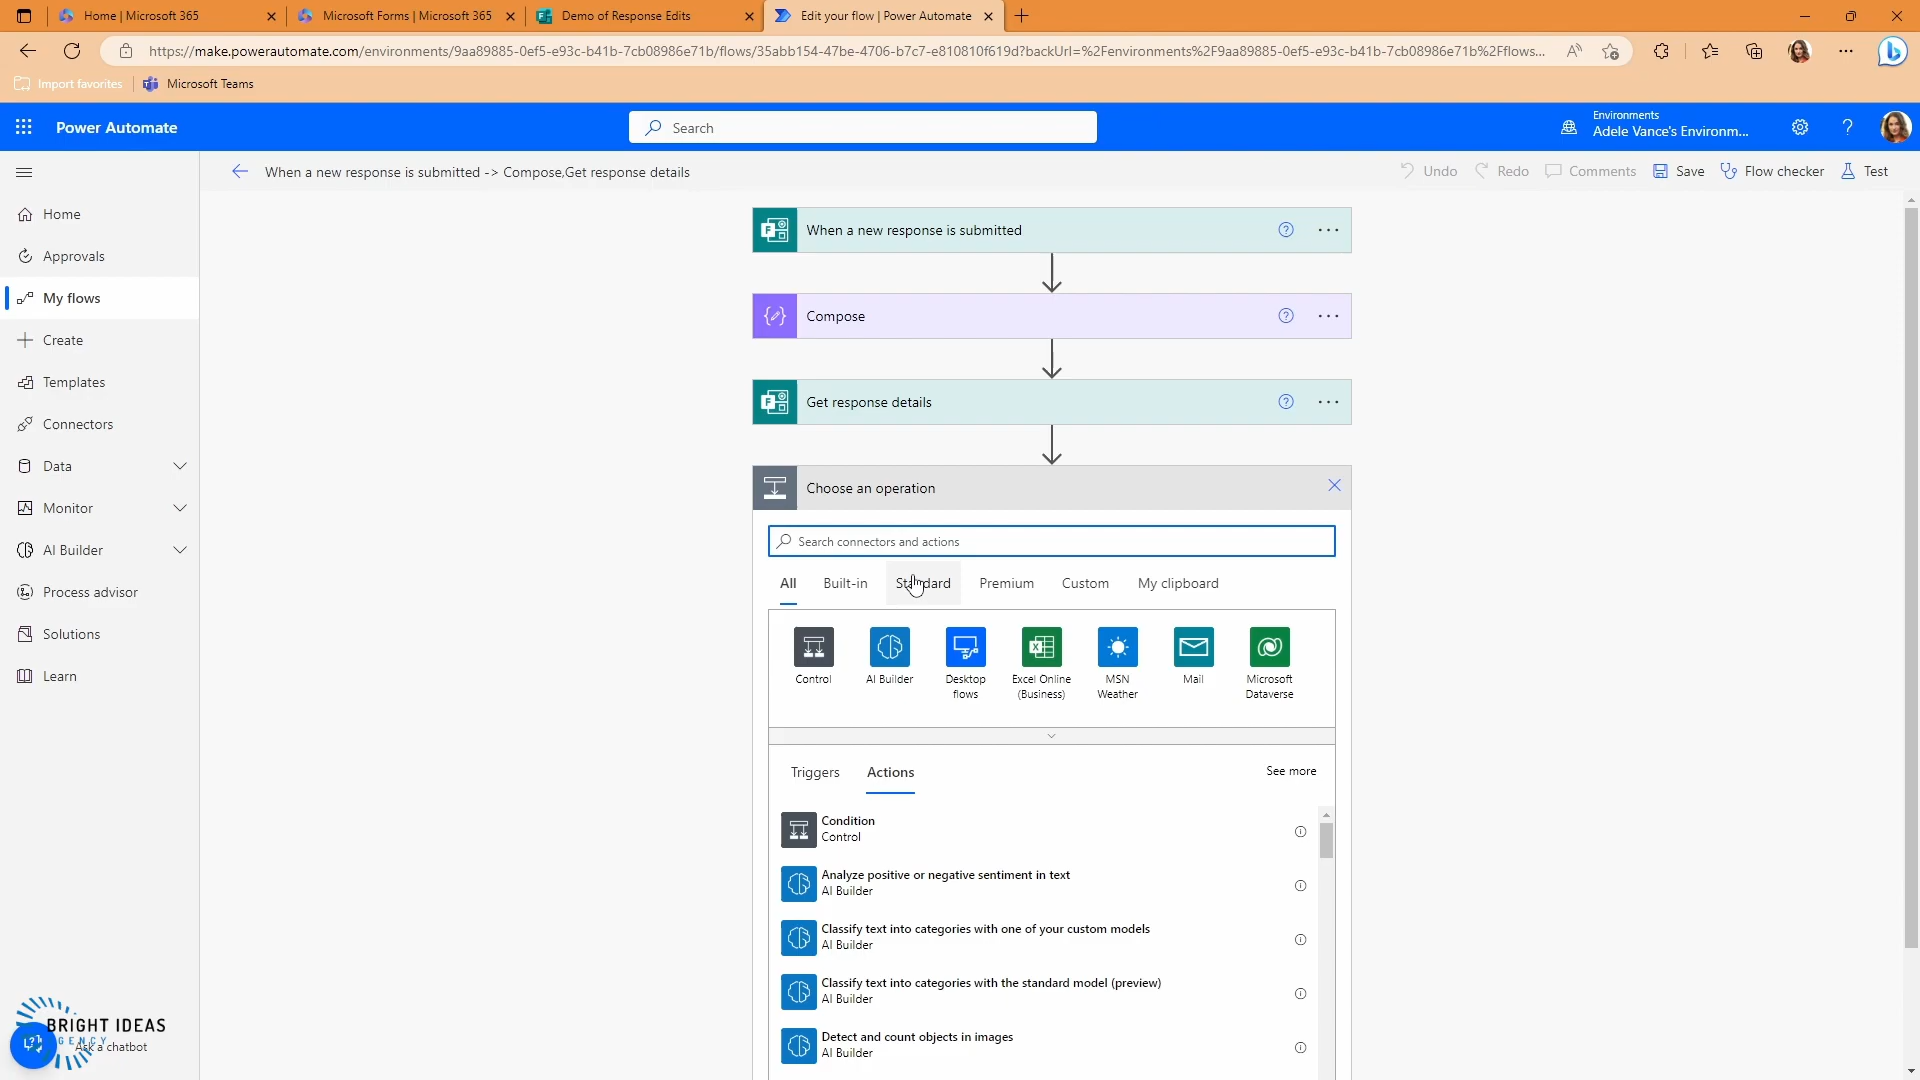 Home | Microsoft 365
Microsoft Forms | Microsoft 365
Demo of Response Edits
Edit your flow | Power Automate
https://make.powerautomate.com/environments/9aa89885-0ef5-e93c-b41b-7cb08986e71b/flows/35abb154-47be-4706-b7c7-e810810f619d?backUrl=%2Fenvironments%2F9aa89885-0ef5-e93c-b41b-7cb08986e71b%2Fflows...
Import favorites
Microsoft Teams
Power Automate
Search
Environments
Adele Vance's Environm...
When a new response is submitted -> Compose,Get response details
Undo
Redo
Comments
Save
Flow checker
Test
Home
Approvals
My flows
Create
Templates
Connectors
Data
Monitor
AI Builder
Process advisor
Solutions
Learn
When a new response is submitted
Compose
Get response details
Choose an operation
Search connectors and actions
All
Built-in
Standard
Premium
Custom
My clipboard
Control
AI Builder
Desktop
flows
Excel Online
(Business)
MSN
Weather
Mail
Microsoft
Dataverse
Triggers
Actions
See more
Condition
Control
Analyze positive or negative sentiment in text
AI Builder
Classify text into categories with one of your custom models
AI Builder
Classify text into categories with the standard model (preview)
AI Builder
Detect and count objects in images
AI Builder
BRIGHT IDEAS
AGENCY
Ask a chatbot